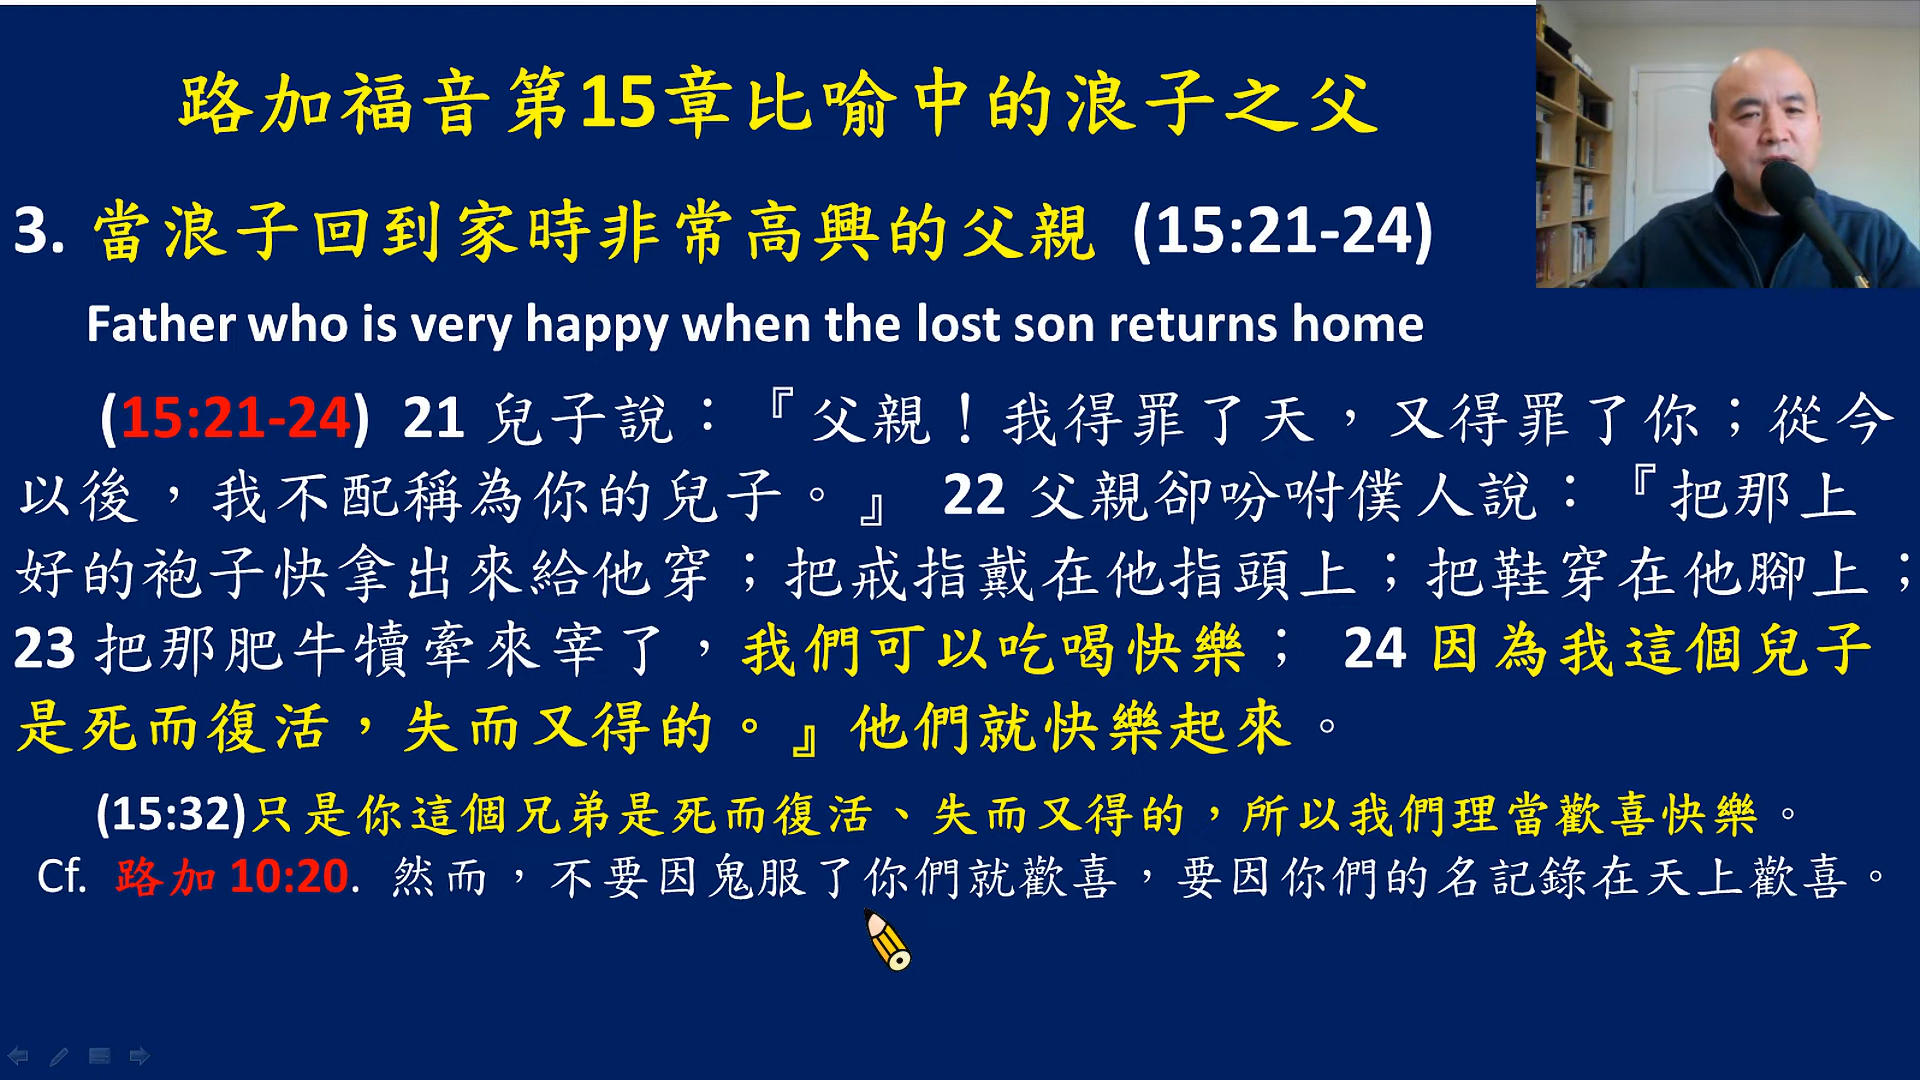 路加福音第15章比喻中的浪子之父
3. 當浪子回到家時非常高興的父親 (15:21-24)
Father who is very happy when the lost son returns home
(15:21-24) 21 兒子說：『父親！我得罪了天，又得罪了你；從今
以後，我不配稱為你的兒子。』 22 父親卻吩咐僕人說：『把那上
好的袍子快拿出來給他穿；把戒指戴在他指頭上；把鞋穿在他腳上；
23 把那肥牛犢牽來宰了，我們可以吃喝快樂； 24 因為我這個兒子
是死而復活，失而又得的。』他們就快樂起來。
(15:32)只是你這個兄弟是死而復活、失而又得的，所以我們理當歡喜快樂。
Cf. 路加 10:20. 然而，不要因鬼服了你們就歡喜，要因你們的名記錄在天上歡喜。